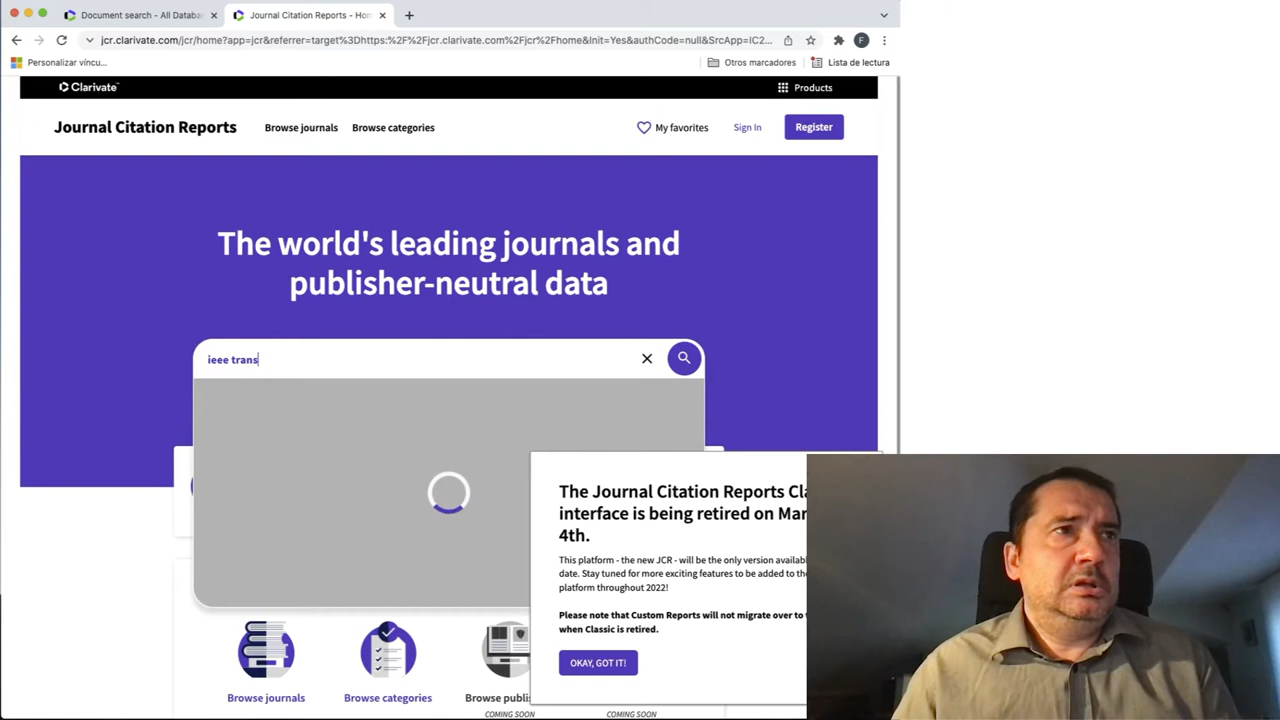 Document search - All Databa
Journal Citation Reports - Hom
jcr.clarivate.com/jcr/home?app=jcr&referrer=target%3Dhttps:%2F%2Fjcr.clarivate.com%2Fjcr%2Fhome&Init=Yes&authCode=null&SrcApp=IC2...
F
Personalizar víncu...
Otros marcadores
Lista de lectura
Clarivate™
Products
Journal Citation Reports
Browse journals
Browse categories
My favorites
Sign In
Register
The world's leading journals and
publisher-neutral data
ieee trans
The Journal Citation Reports Cla
interface is being retired on Mar
4th.
This platform - the new JCR - will be the only version availab
date. Stay tuned for more exciting features to be added to the
platform throughout 2022!
Please note that Custom Reports will not migrate over to t
when Classic is retired.
OKAY, GOT IT!
Browse journals
Browse categories
Browse publi
COMING SOON
COMING SOON